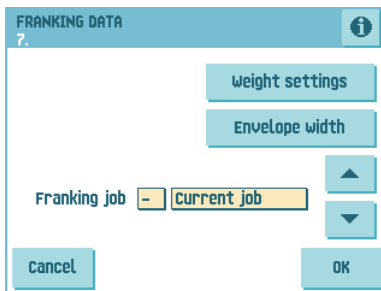 FRANKING DATA
7.
Weight settings
Envelope width
Franking job - Current job
Cancel OK